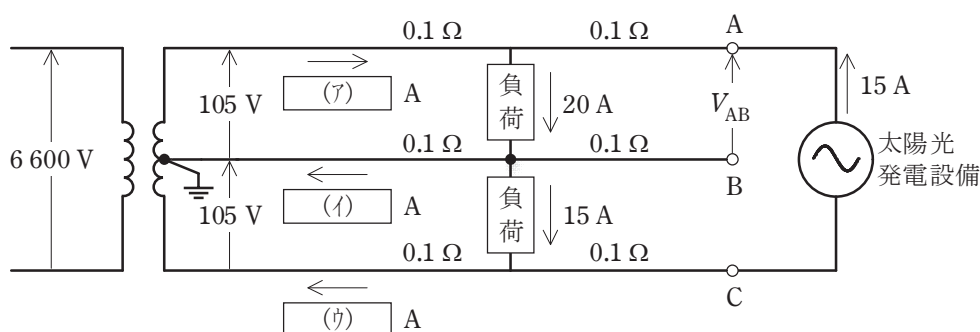 0.1 Ω 0.1 Ω A
6 600 V 105 V (ア) A 負荷 20 A V_AB 15 A
太陽光
発電設備
0.1 Ω 0.1 Ω B
105 V (イ) A 負荷 15 A
0.1 Ω 0.1 Ω C
(ウ) A